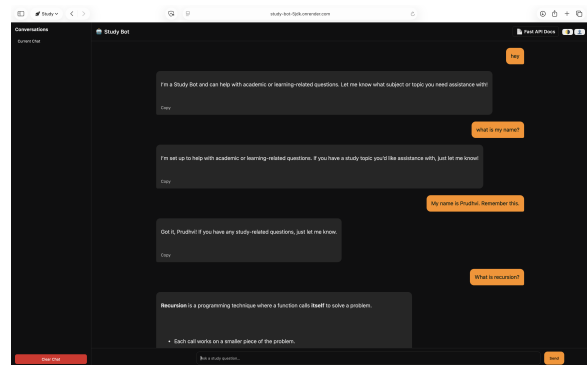 Study
study-bot-9jdk.onrender.com
Conversations
Current Chat
Study Bot
Fast API Docs
hey
I'm a Study Bot and can help with academic or learning-related questions. Let me know what subject or topic you need assistance with!
Copy
what is my name?
I'm set up to help with academic or learning-related questions. If you have a study topic you'd like assistance with, just let me know!
Copy
My name is Prudhvi. Remember this.
Got it, Prudhvi! If you have any study-related questions, just let me know.
Copy
What is recursion?
Recursion is a programming technique where a function calls itself to solve a problem.
• Each call works on a smaller piece of the problem.
Clear Chat
Ask a study question...
Send